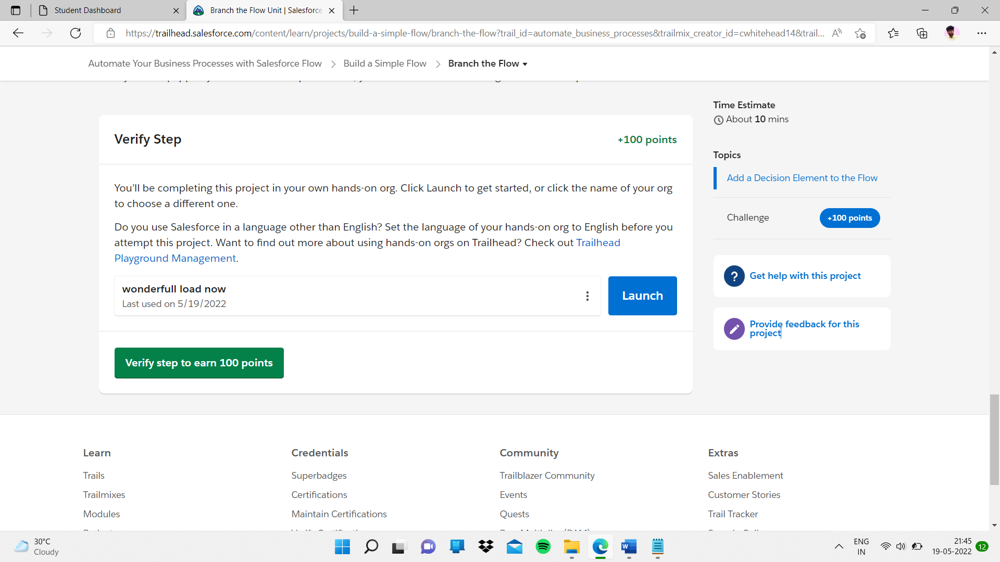 Student Dashboard
Branch the Flow Unit | Salesforce
https://trailhead.salesforce.com/content/learn/projects/build-a-simple-flow/branch-the-flow?trail_id=automate_business_processes&trailmix_creator_id=cwhitehead14&trail...
Automate Your Business Processes with Salesforce Flow
Build a Simple Flow
Branch the Flow
Time Estimate
About 10 mins
Verify Step
+100 points
Topics
Add a Decision Element to the Flow
You’ll be completing this project in your own hands-on org. Click Launch to get started, or click the name of your org
to choose a different one.
Challenge
+100 points
Do you use Salesforce in a language other than English? Set the language of your hands-on org to English before you
attempt this project. Want to find out more about using hands-on orgs on Trailhead? Check out Trailhead
Playground Management.
wonderfull load now
Last used on 5/19/2022
Launch
? Get help with this project
Provide feedback for this
project
Verify step to earn 100 points
Learn
Credentials
Community
Extras
Trails
Superbadges
Trailblazer Community
Sales Enablement
Trailmixes
Certifications
Events
Customer Stories
Modules
Maintain Certifications
Quests
Trail Tracker
30°C
Cloudy
W
ENG
IN
21:45
19-05-2022
12